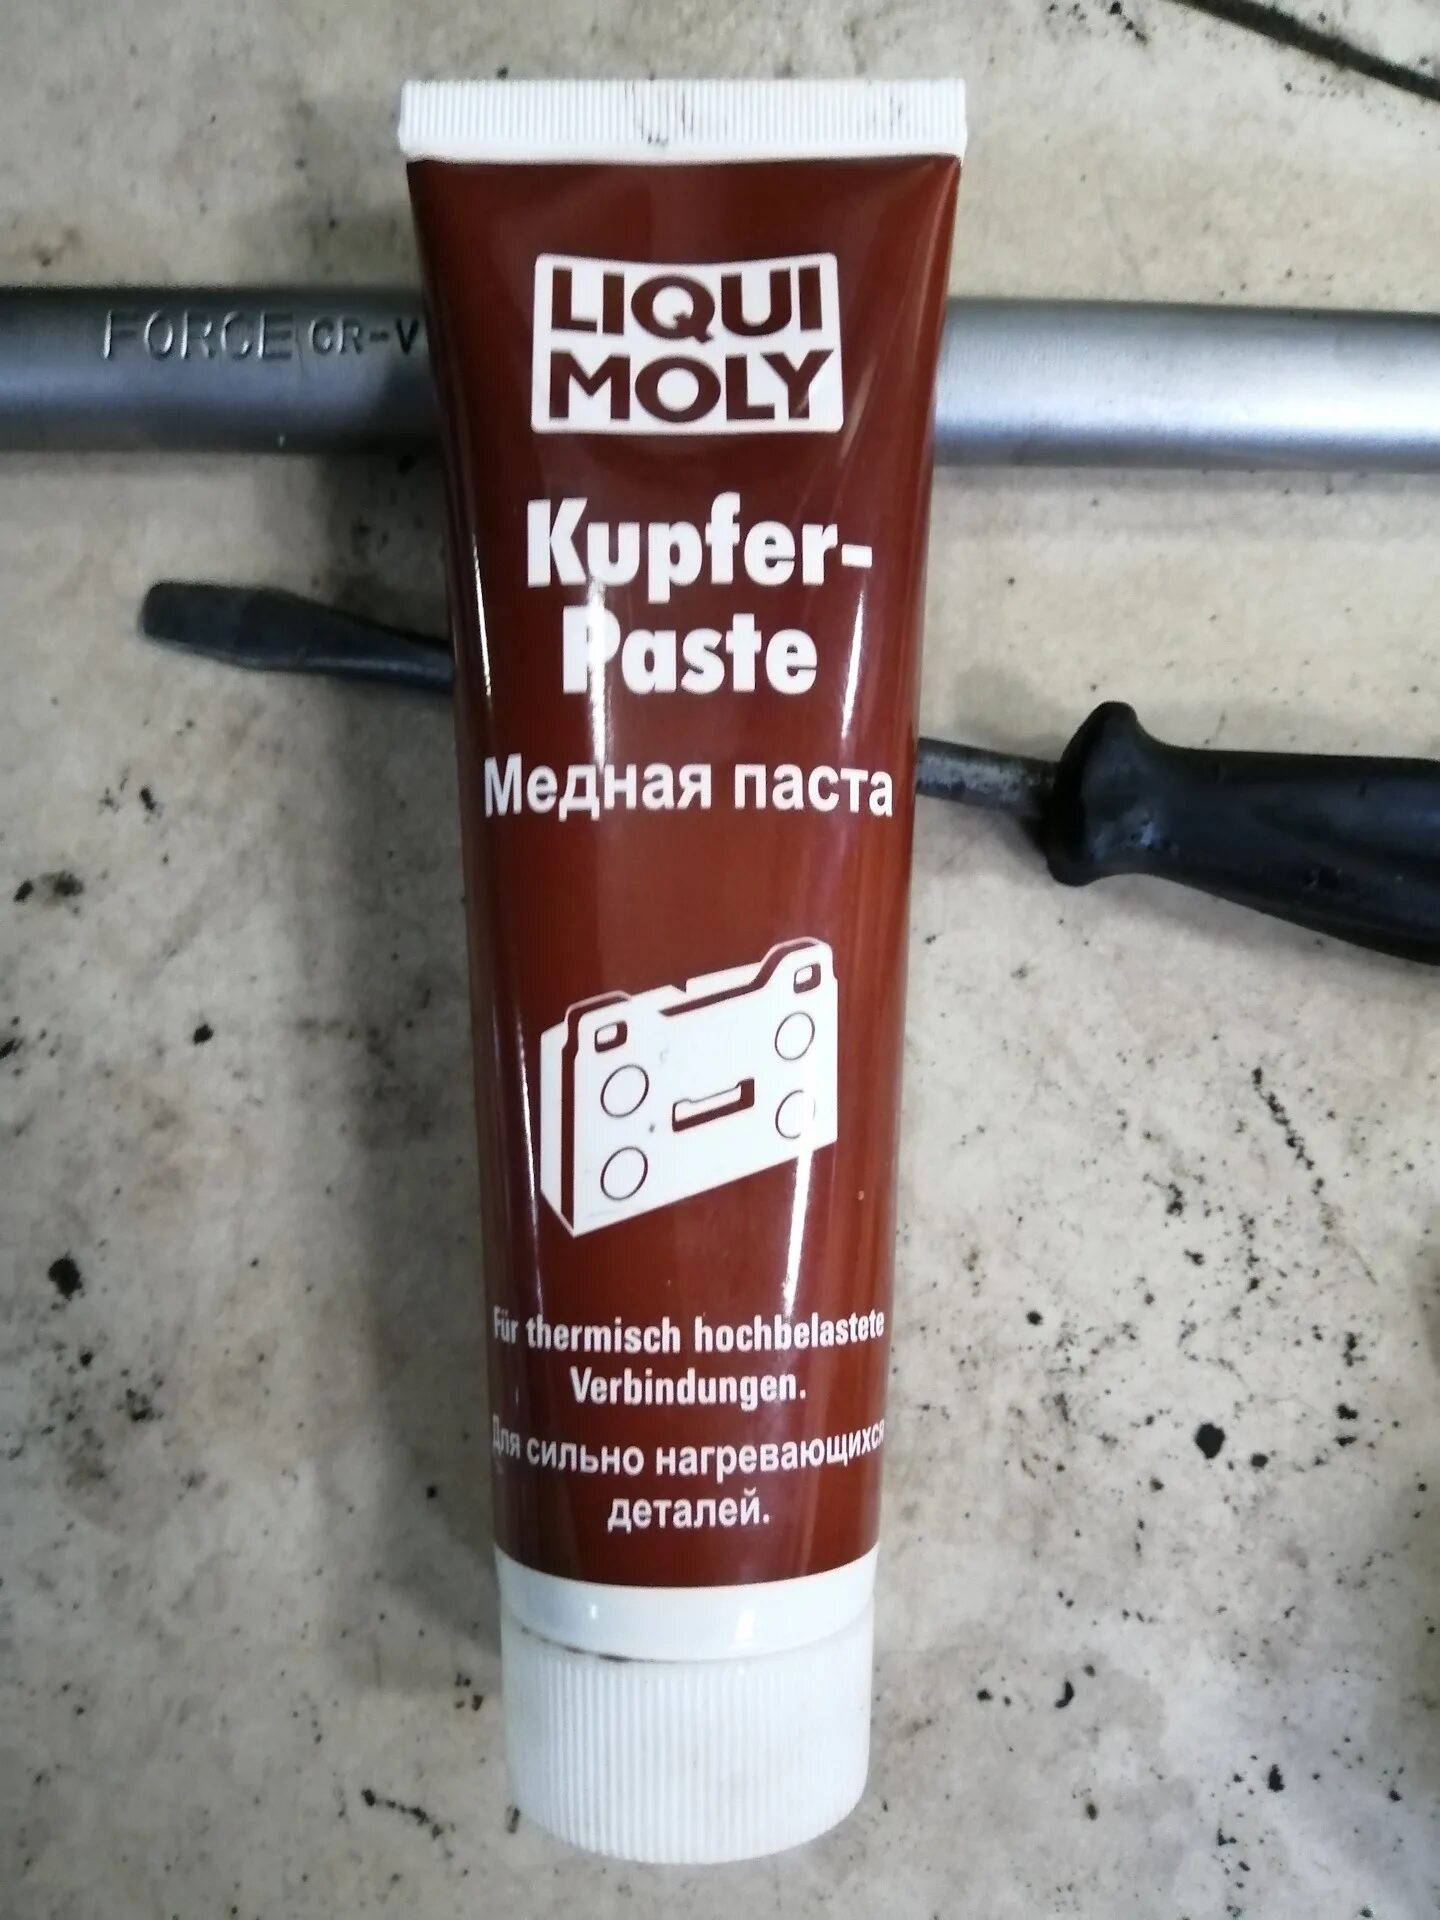 LIQUI
MOLY
FORCE CR-V
Kupfer-
Paste
Медная паста
Für thermisch hochbelastete
Verbindungen.
Для сильно нагревающихся
деталей.